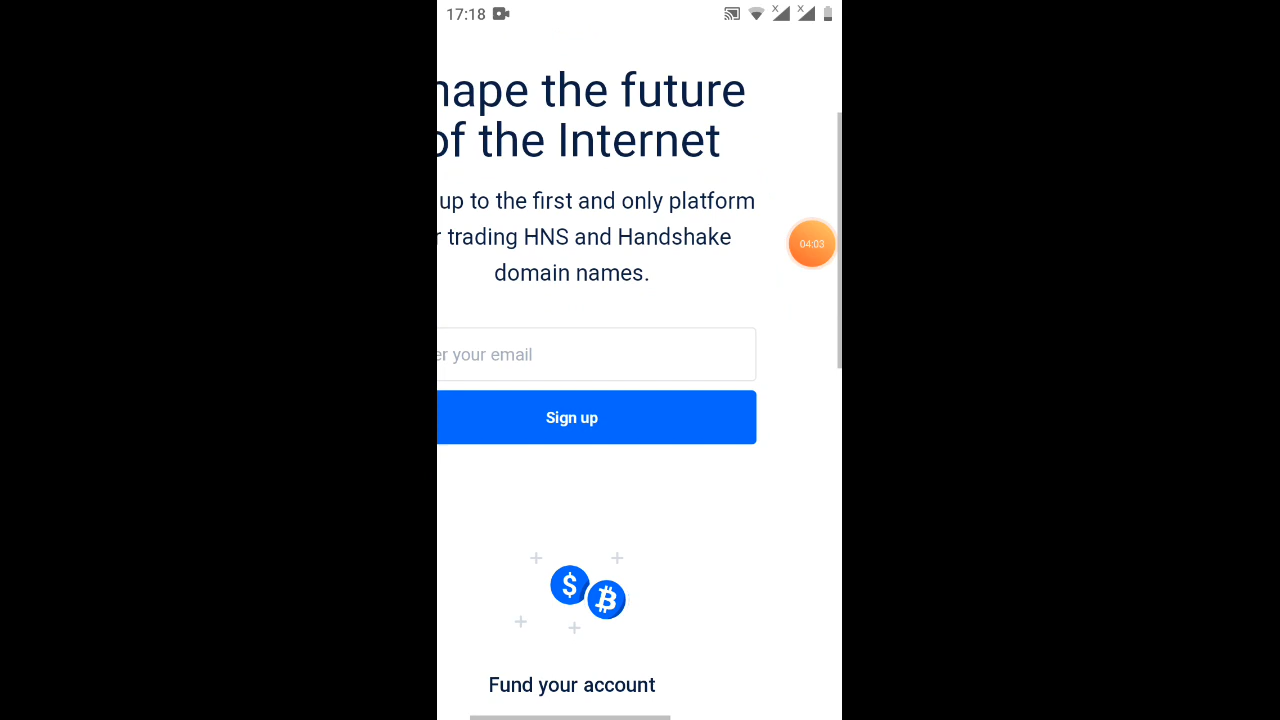 17:18
hape the future
of the Internet
up to the first and only platform
r trading HNS and Handshake
domain names.
04:03
er your email
Sign up
Fund your account